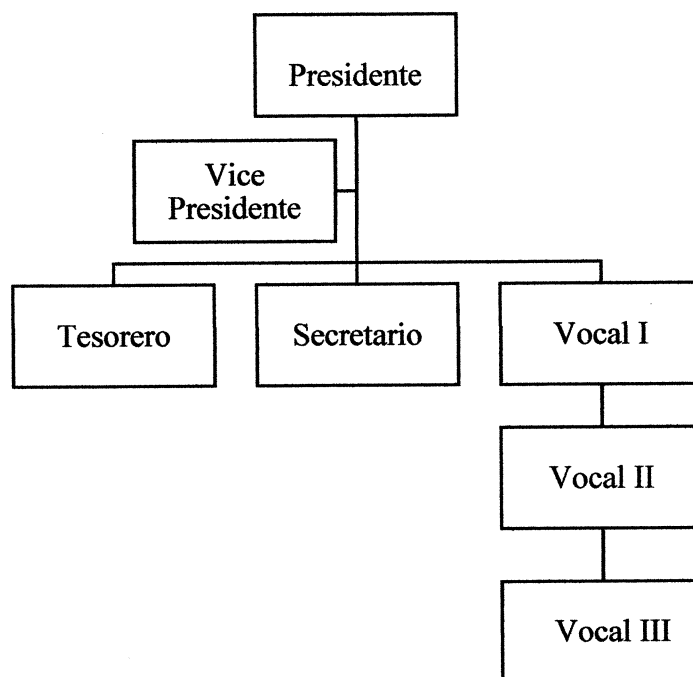 Presidente
Vice
Presidente
Tesorero
Secretario
Vocal I
Vocal II
Vocal III